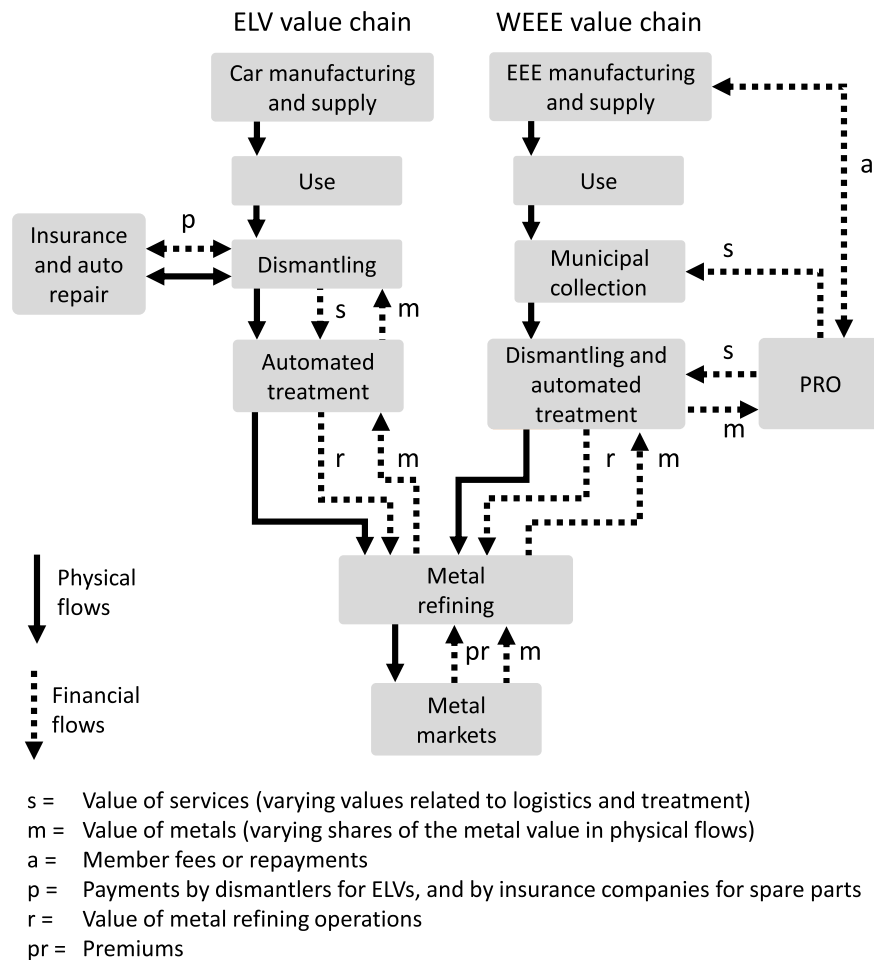 ELV value chain
WEEE value chain
Car manufacturing
and supply
EEE manufacturing
and supply
a
Use
Use
Insurance
and auto
repair
p
Dismantling
Municipal
collection
s
s
m
Automated
treatment
Dismantling and
automated
treatment
s
m
PRO
r
m
r
m
Metal
refining
pr
m
Metal
markets
Physical
flows
Financial
flows
s = Value of services (varying values related to logistics and treatment)
m = Value of metals (varying shares of the metal value in physical flows)
a = Member fees or repayments
p = Payments by dismantlers for ELVs, and by insurance companies for spare parts
r = Value of metal refining operations
pr = Premiums